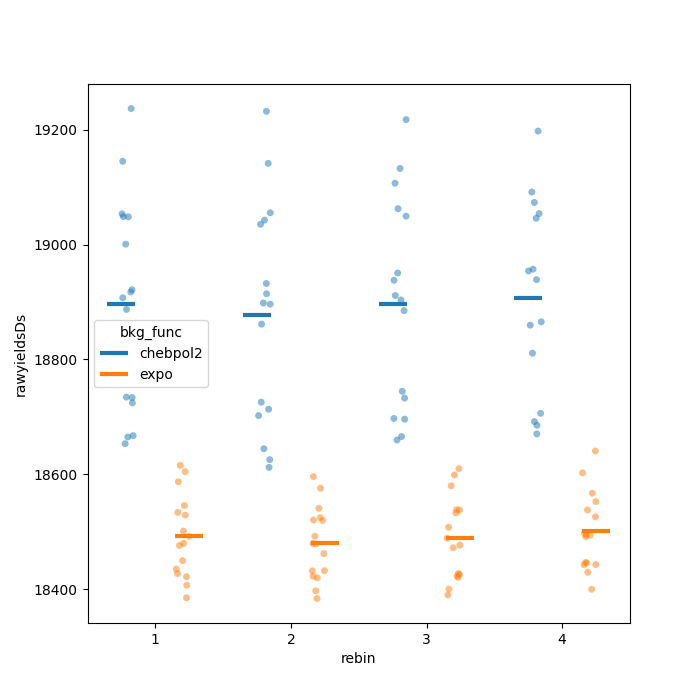 19200
19000
18800
18600
18400
rawyieldsDs
bkg_func
chebpol2
expo
1 2 3 4
rebin